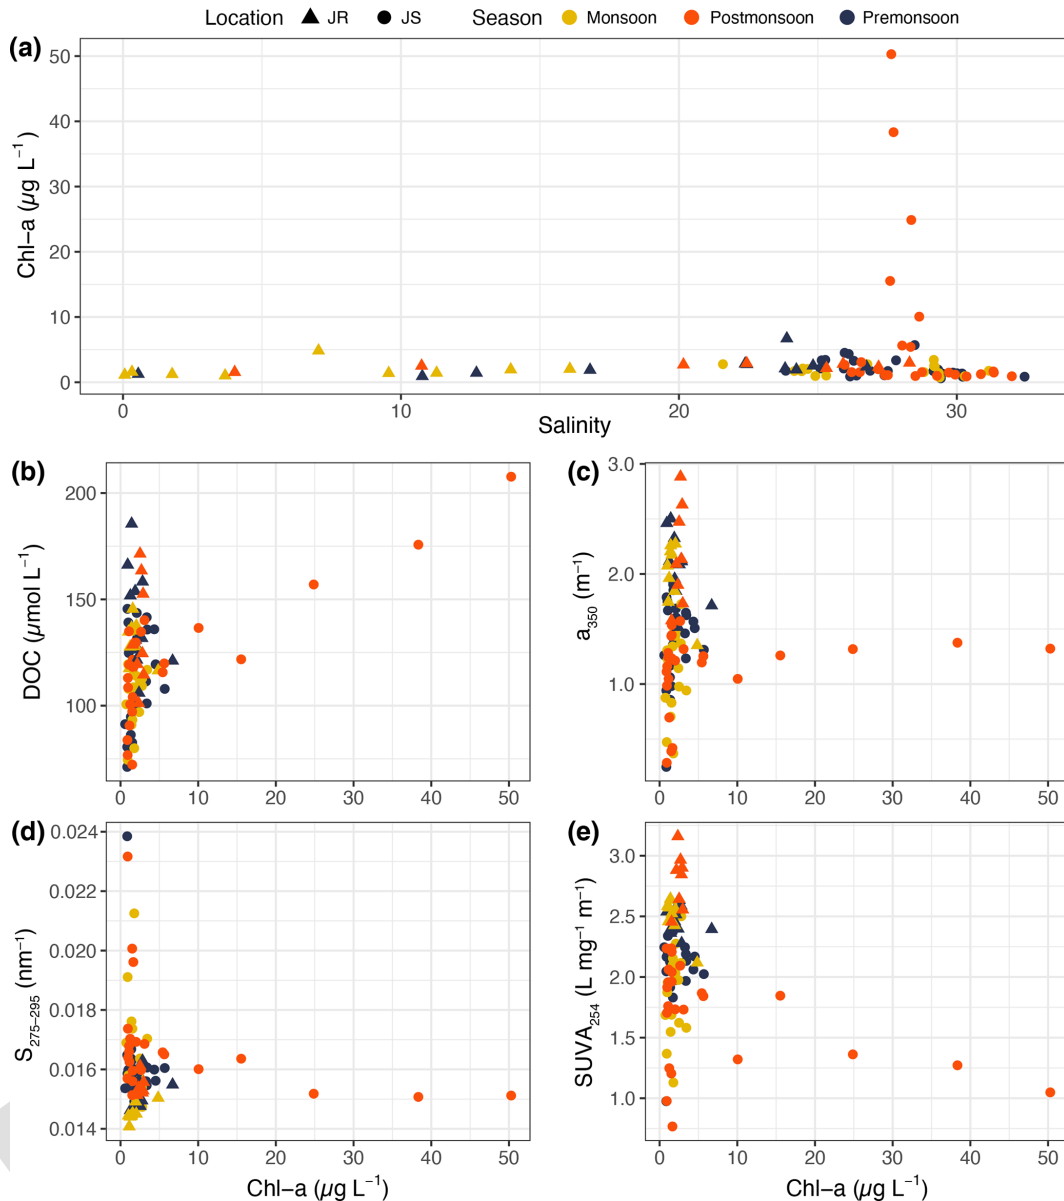 Location JR JS Season Monsoon Postmonsoon Premonsoon
(a)
50
40
30
20
10
0
Chl−a (µg L⁻¹)
0 10 20 30
Salinity
(b)
200
150
100
DOC (µmol L⁻¹)
0 10 20 30 40 50
(c)
3.0
2.0
1.0
a₃₅₀ (m⁻¹)
0 10 20 30 40 50
(d)
0.024
0.022
0.020
0.018
0.016
0.014
S₂₇₅₋₂₉₅ (nm⁻¹)
0 10 20 30 40 50
Chl−a (µg L⁻¹)
(e)
3.0
2.5
2.0
1.5
1.0
SUVA₂₅₄ (L mg⁻¹ m⁻¹)
0 10 20 30 40 50
Chl−a (µg L⁻¹)